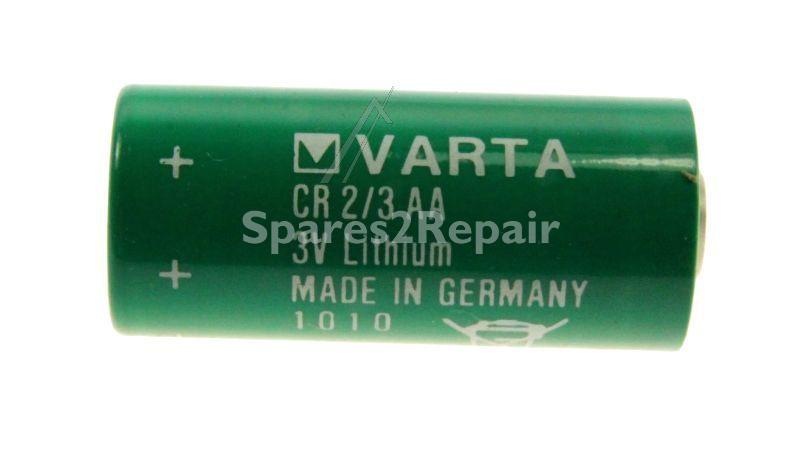 +
VARTA
CR 2/3 AA
Spares2Repair
3V Lithium
+
MADE IN GERMANY
1010